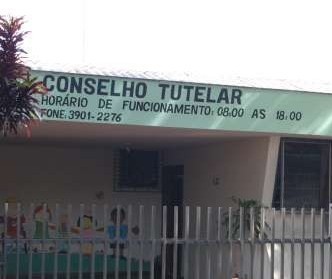 CONSELHO TUTELAR
HORÁRIO DE FUNCIONAMENTO: 08:00 AS 18:00
FONE: 3901-2276